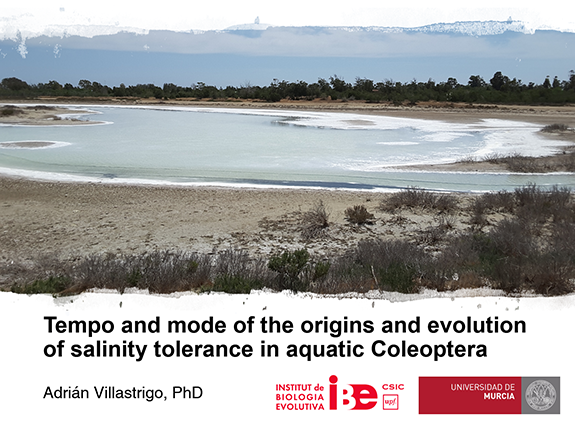 Tempo and mode of the origins and evolution
of salinity tolerance in aquatic Coleoptera
Adrián Villastrigo, PhD
INSTITUT de
BIOLOGIA
EVOLUTIVA
iBE
CSIC
upf
UNIVERSIDAD DE
MURCIA